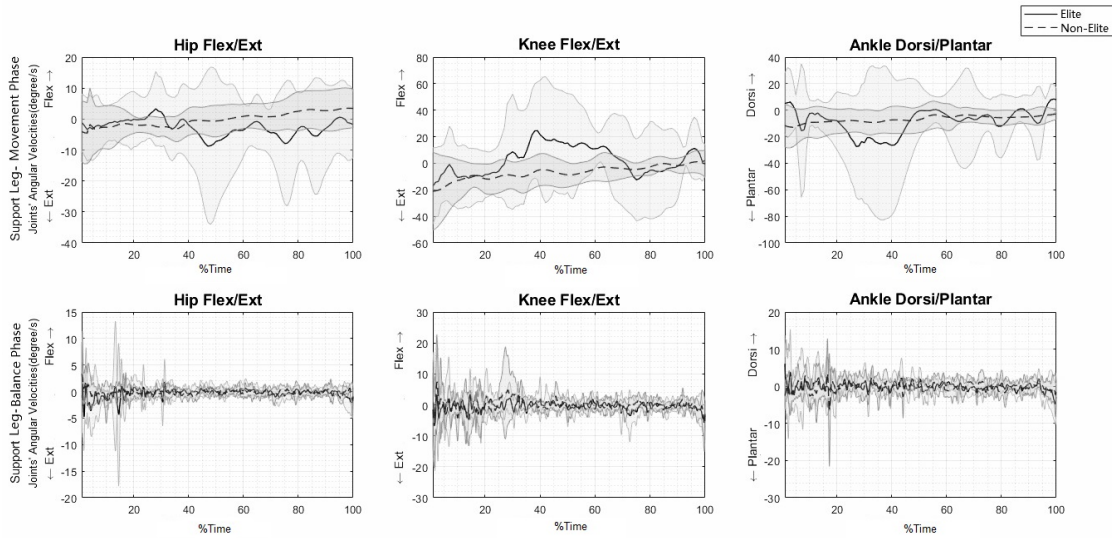 Elite
Non-Elite
Hip Flex/Ext
Knee Flex/Ext
Ankle Dorsi/Plantar
Support Leg- Movement Phase
Joints' Angular Velocities(degree/s)
← Ext Flex →
20
10
0
-10
-20
-30
-40
20 40 60 80 100
%Time
← Ext Flex →
80
60
40
20
0
-20
-40
-60
20 40 60 80 100
%Time
← Plantar Dorsi →
40
20
0
-20
-40
-60
-80
-100
20 40 60 80 100
%Time
Hip Flex/Ext
Knee Flex/Ext
Ankle Dorsi/Plantar
Support Leg-Balance Phase
Joints' Angular Velocities(degree/s)
← Ext Flex →
15
10
5
0
-5
-10
-15
-20
20 40 60 80 100
%Time
← Ext Flex →
30
20
10
0
-10
-20
-30
20 40 60 80 100
%Time
← Plantar Dorsi →
20
10
0
-10
-20
-30
20 40 60 80 100
%Time